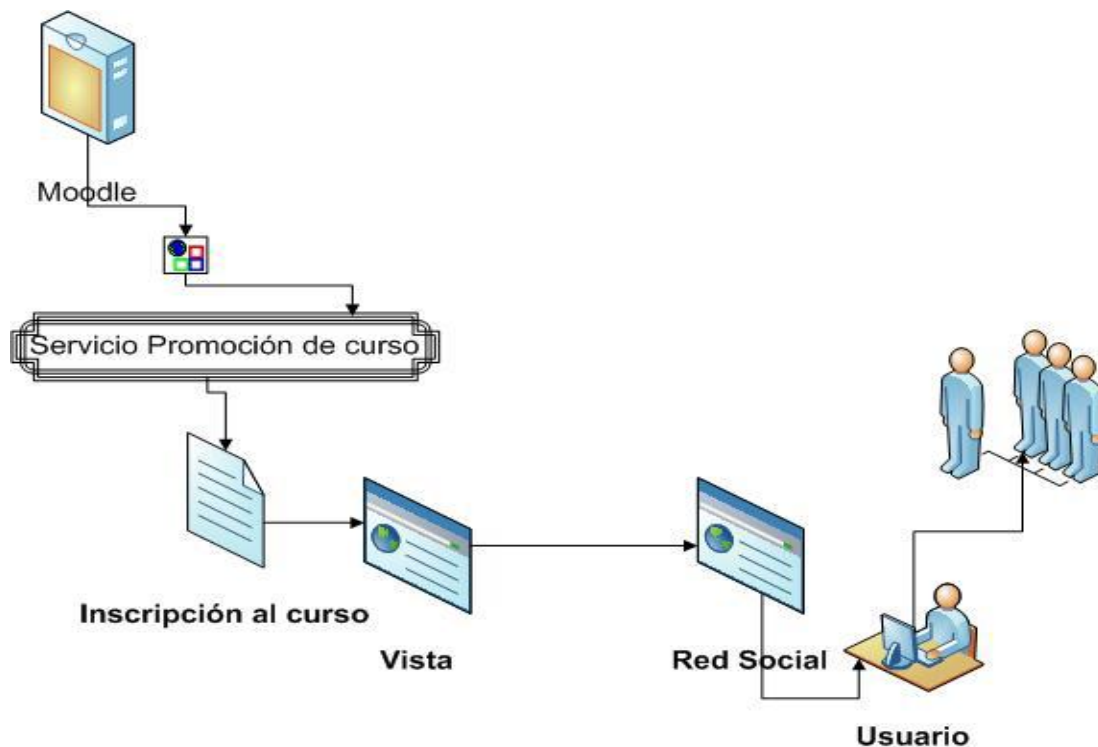 Moodle
Servicio Promoción de curso
Inscripción al curso
Vista
Red Social
Usuario